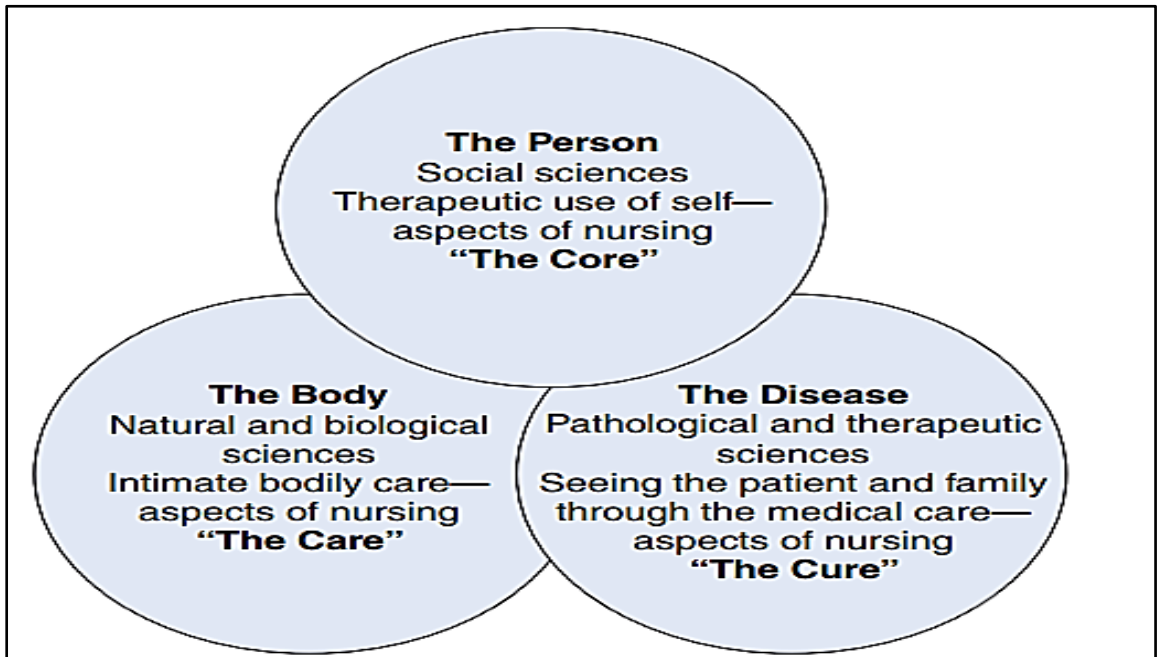 The Person
Social sciences
Therapeutic use of self—
aspects of nursing
“The Core”
The Body
Natural and biological
sciences
Intimate bodily care—
aspects of nursing
“The Care”
The Disease
Pathological and therapeutic
sciences
Seeing the patient and family
through the medical care—
aspects of nursing
“The Cure”